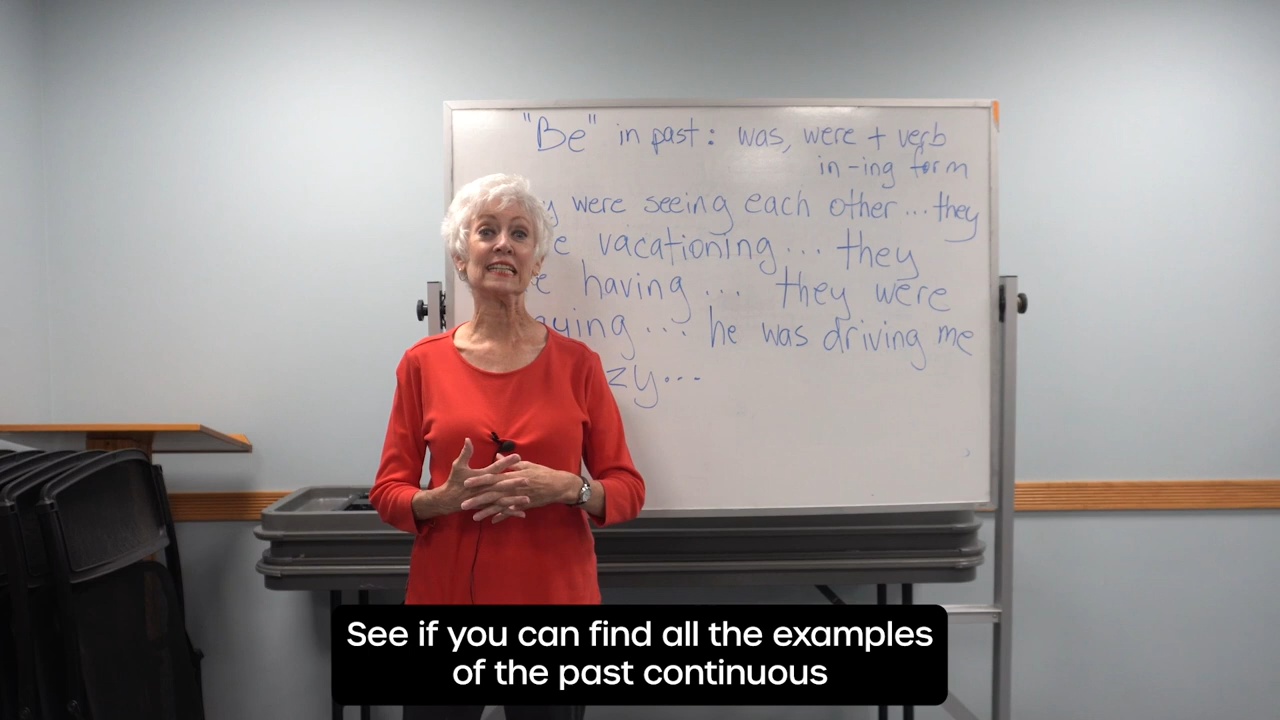 "Be" in past: was, were + verb
in -ing form
were seeing each other... they
vacationing... they
having... they were
he was driving me
See if you can find all the examples
of the past continuous